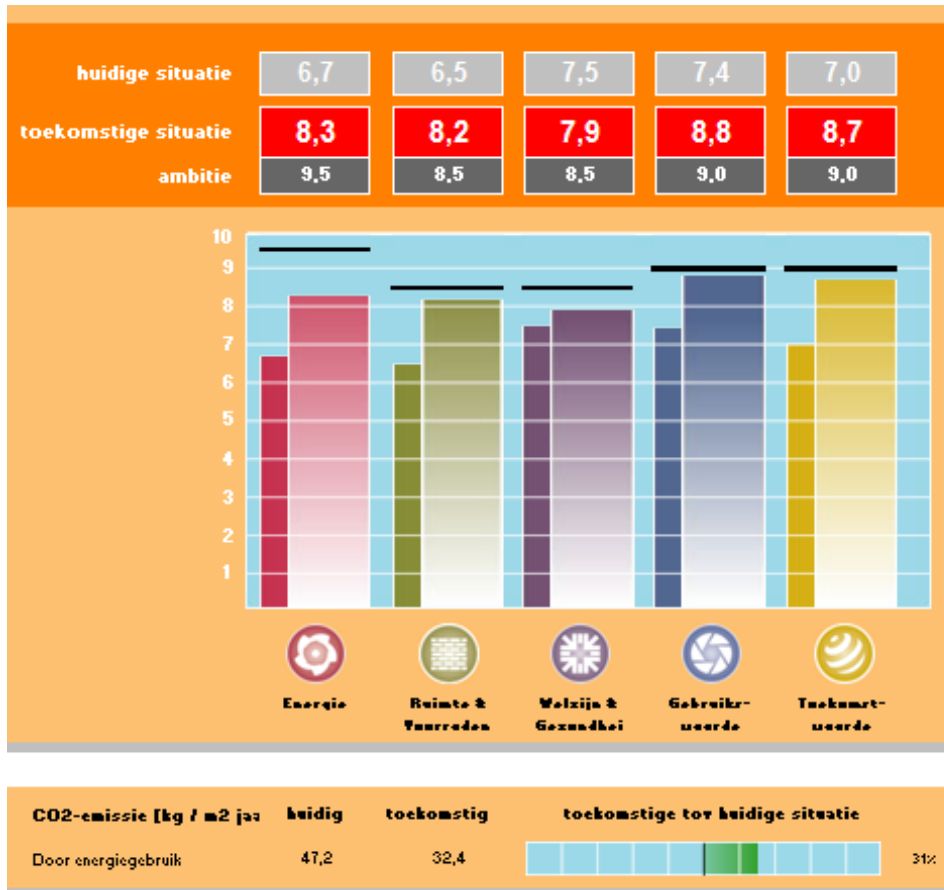 huidige situatie 6,7 6,5 7,5 7,4 7,0
toekomstige situatie 8,3 8,2 7,9 8,8 8,7
ambitie 9,5 8,5 8,5 9,0 9,0
10
9
8
7
6
5
4
3
2
1
Energie Ruimte & Welzijn & Gebruiks- Toekomst-
Gezondhei waarde waarde
CO2-emissie [kg / m2 jaa huidig toekomstig toekomstige tov huidige situatie
Door energiegebruik 47,2 32,4 31%